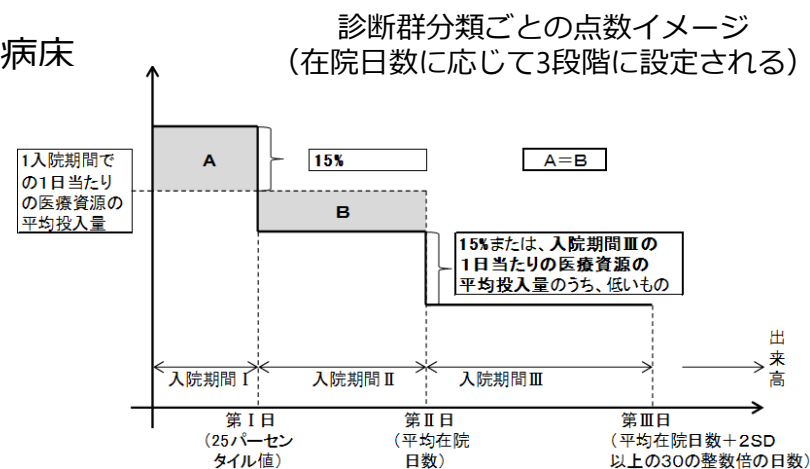 診断群分類ごとの点数イメージ
病床
（在院日数に応じて3段階に設定される）
1入院期間で
の1日当たり
の医療資源の
平均投入量
A
15%
A＝B
B
15%または、入院期間Ⅲの
1日当たりの医療資源の
平均投入量のうち、低いもの
入院期間Ⅰ
入院期間Ⅱ
入院期間Ⅲ
出来高
第Ⅰ日
（25パーセン
タイル値）
第Ⅱ日
（平均在院
日数）
第Ⅲ日
（平均在院日数＋2SD
以上の30の整数倍の日数）